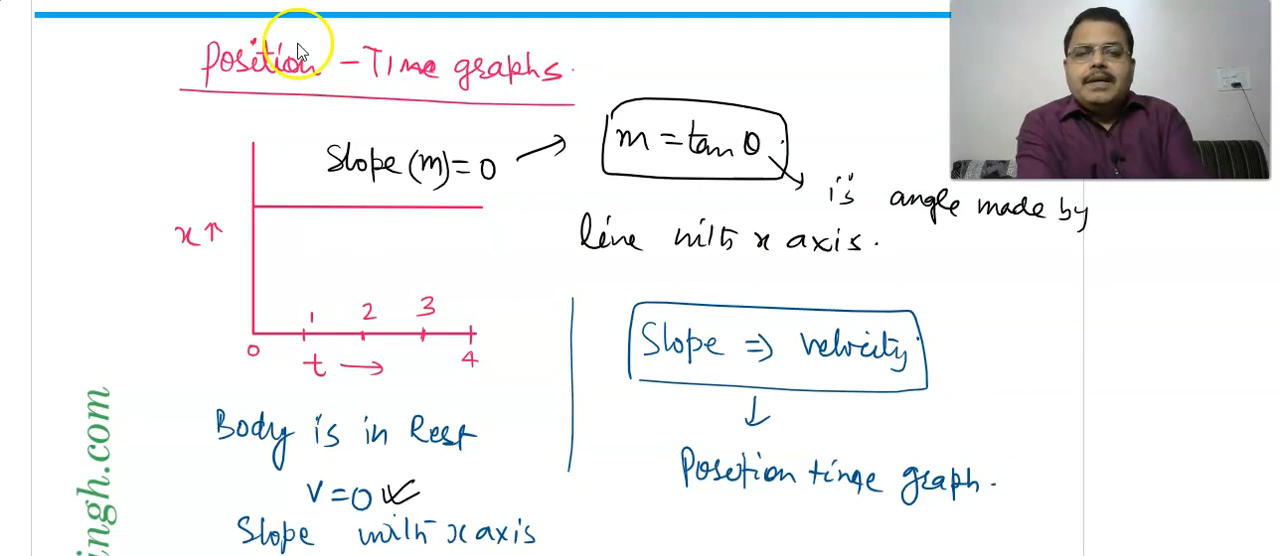 Position - Time graphs.
Slope (m) = 0
m = tan θ
is angle made by
line with x axis.
x↑
1 2 3
0 4
t →
Slope ⇒ velocity
↓
Position time graph.
Body is in Rest
V = 0
Slope with x axis
ingh.com